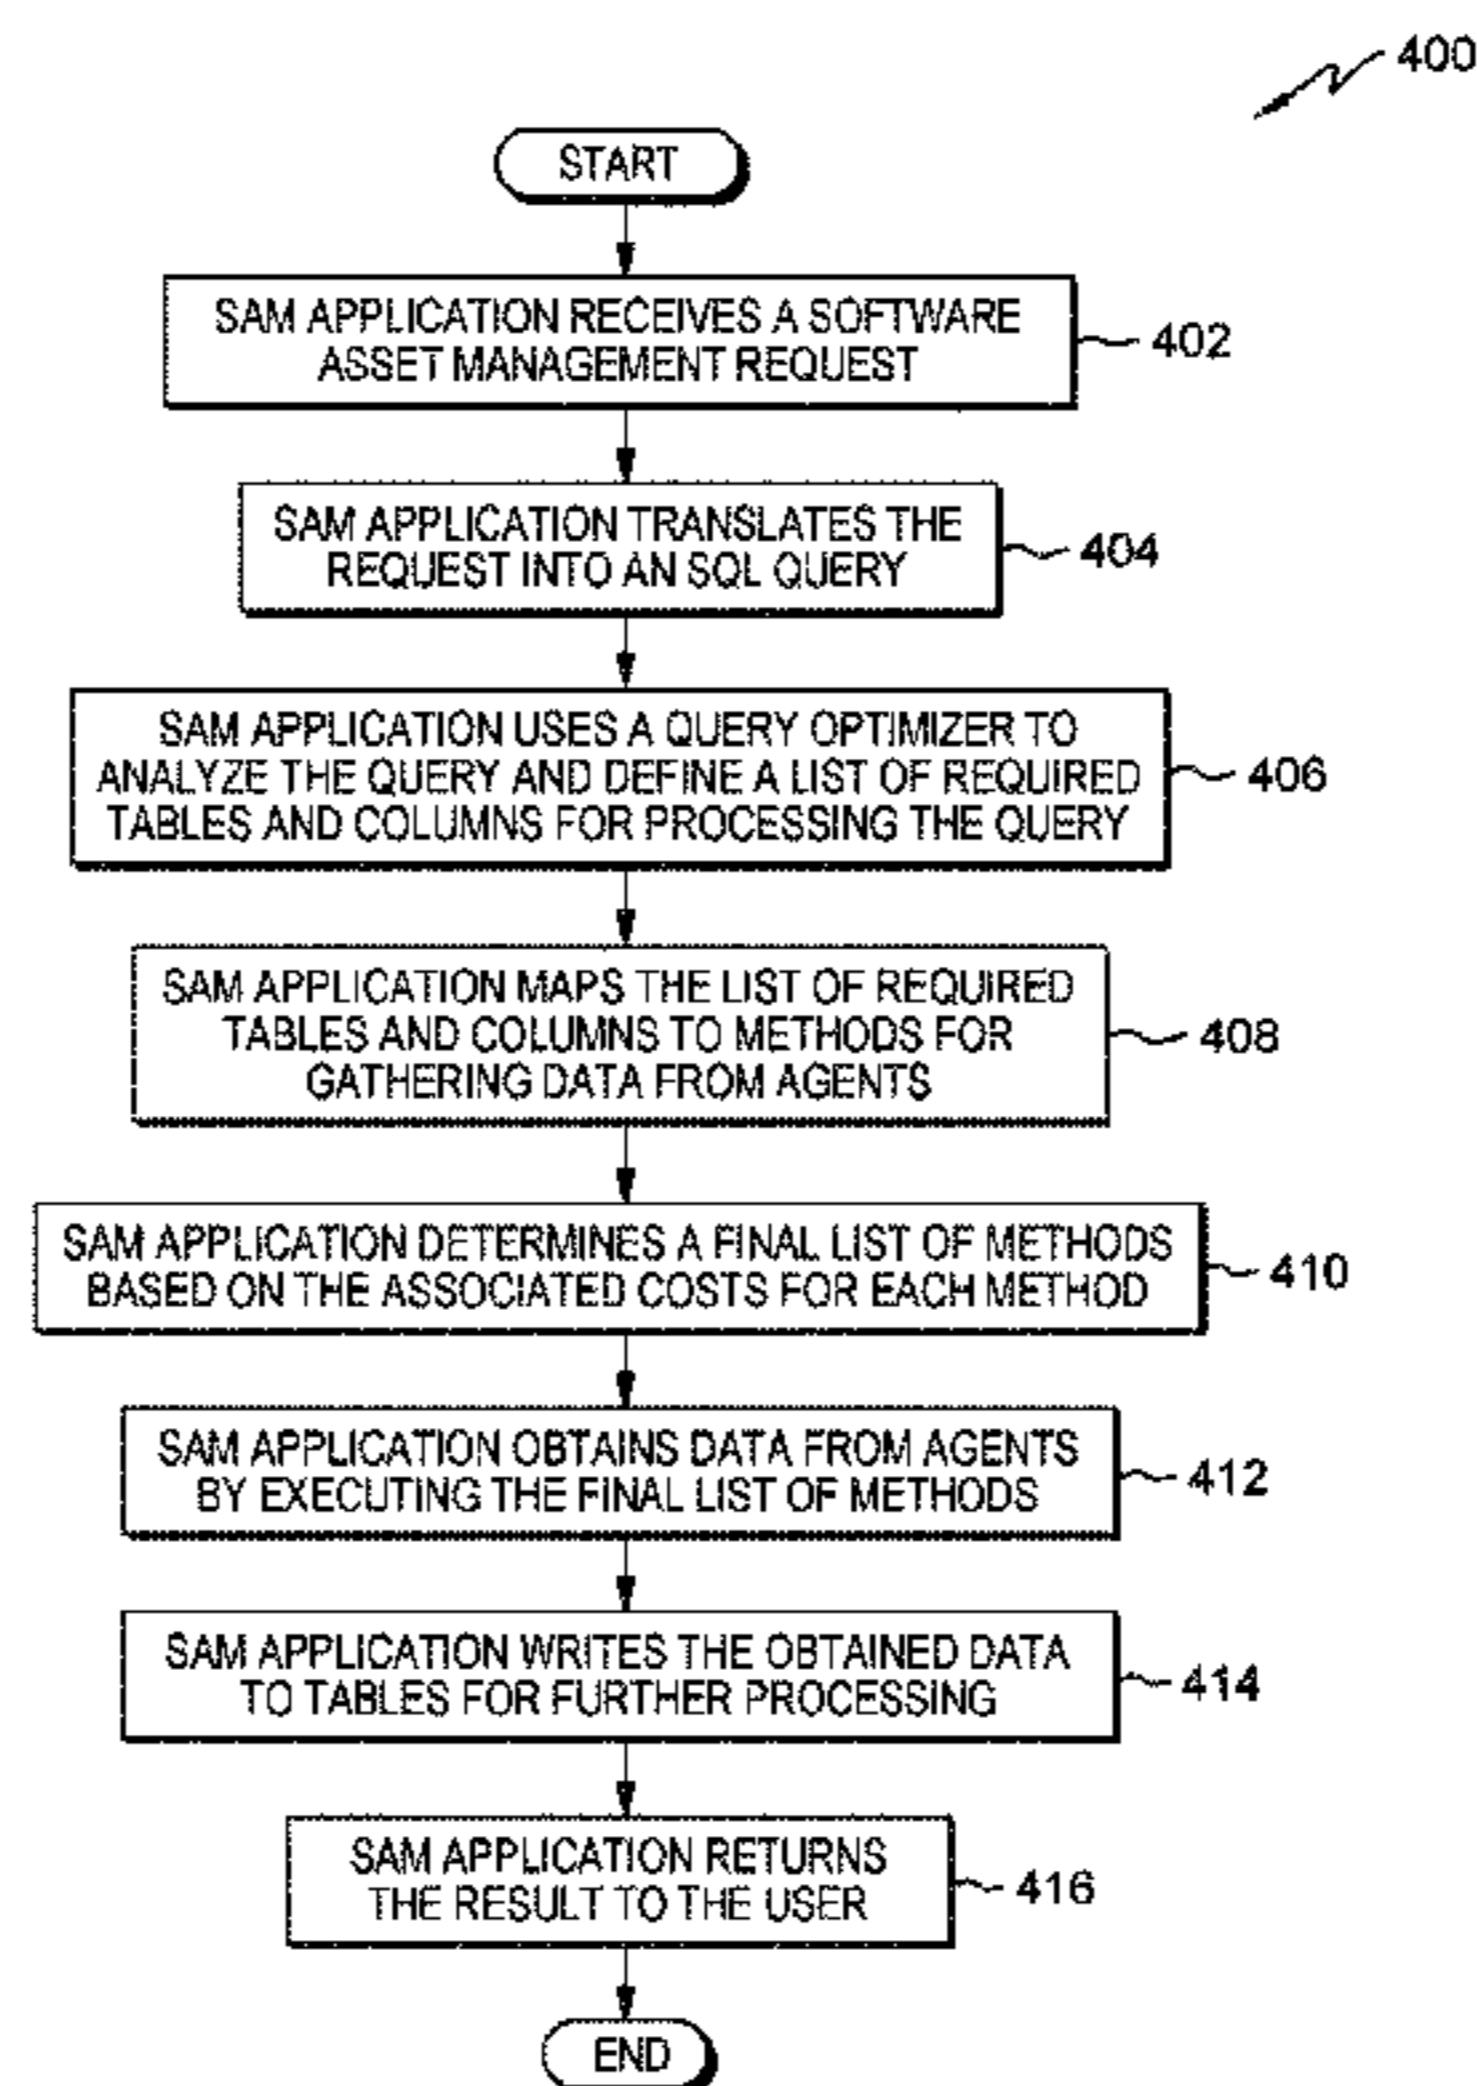 400
START
SAM APPLICATION RECEIVES A SOFTWARE
ASSET MANAGEMENT REQUEST
402
SAM APPLICATION TRANSLATES THE
REQUEST INTO AN SQL QUERY
404
SAM APPLICATION USES A QUERY OPTIMIZER TO
ANALYZE THE QUERY AND DEFINE A LIST OF REQUIRED
TABLES AND COLUMNS FOR PROCESSING THE QUERY
406
SAM APPLICATION MAPS THE LIST OF REQUIRED
TABLES AND COLUMNS TO METHODS FOR
GATHERING DATA FROM AGENTS
408
SAM APPLICATION DETERMINES A FINAL LIST OF METHODS
BASED ON THE ASSOCIATED COSTS FOR EACH METHOD
410
SAM APPLICATION OBTAINS DATA FROM AGENTS
BY EXECUTING THE FINAL LIST OF METHODS
412
SAM APPLICATION WRITES THE OBTAINED DATA
TO TABLES FOR FURTHER PROCESSING
414
SAM APPLICATION RETURNS
THE RESULT TO THE USER
416
END